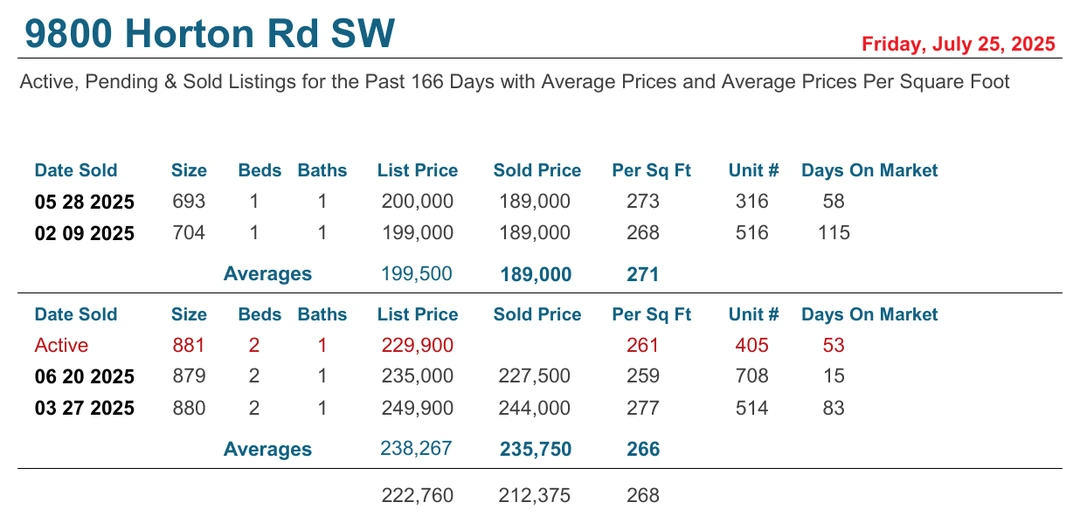 9800 Horton Rd SW
Friday, July 25, 2025
Active, Pending & Sold Listings for the Past 166 Days with Average Prices and Average Prices Per Square Foot
Date Sold Size Beds Baths List Price Sold Price Per Sq Ft Unit # Days On Market
05 28 2025 693 1 1 200,000 189,000 273 316 58
02 09 2025 704 1 1 199,000 189,000 268 516 115
Averages 199,500 189,000 271
Date Sold Size Beds Baths List Price Sold Price Per Sq Ft Unit # Days On Market
Active 881 2 1 229,900 261 405 53
06 20 2025 879 2 1 235,000 227,500 259 708 15
03 27 2025 880 2 1 249,900 244,000 277 514 83
Averages 238,267 235,750 266
222,760 212,375 268